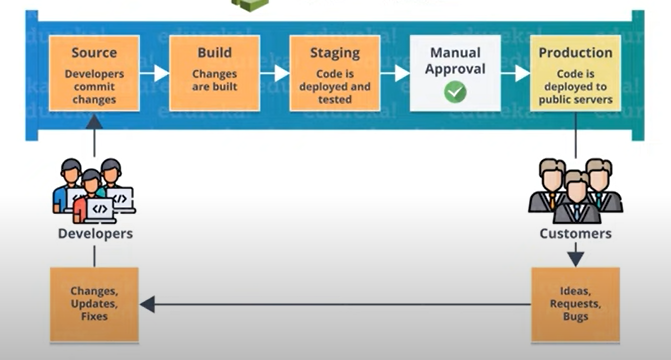 Source
Developers
commit
changes
Build
Changes
are built
Staging
Code is
deployed and
tested
Manual
Approval
Production
Code is
deployed to
public servers
Developers
Customers
Changes,
Updates,
Fixes
Ideas,
Requests,
Bugs